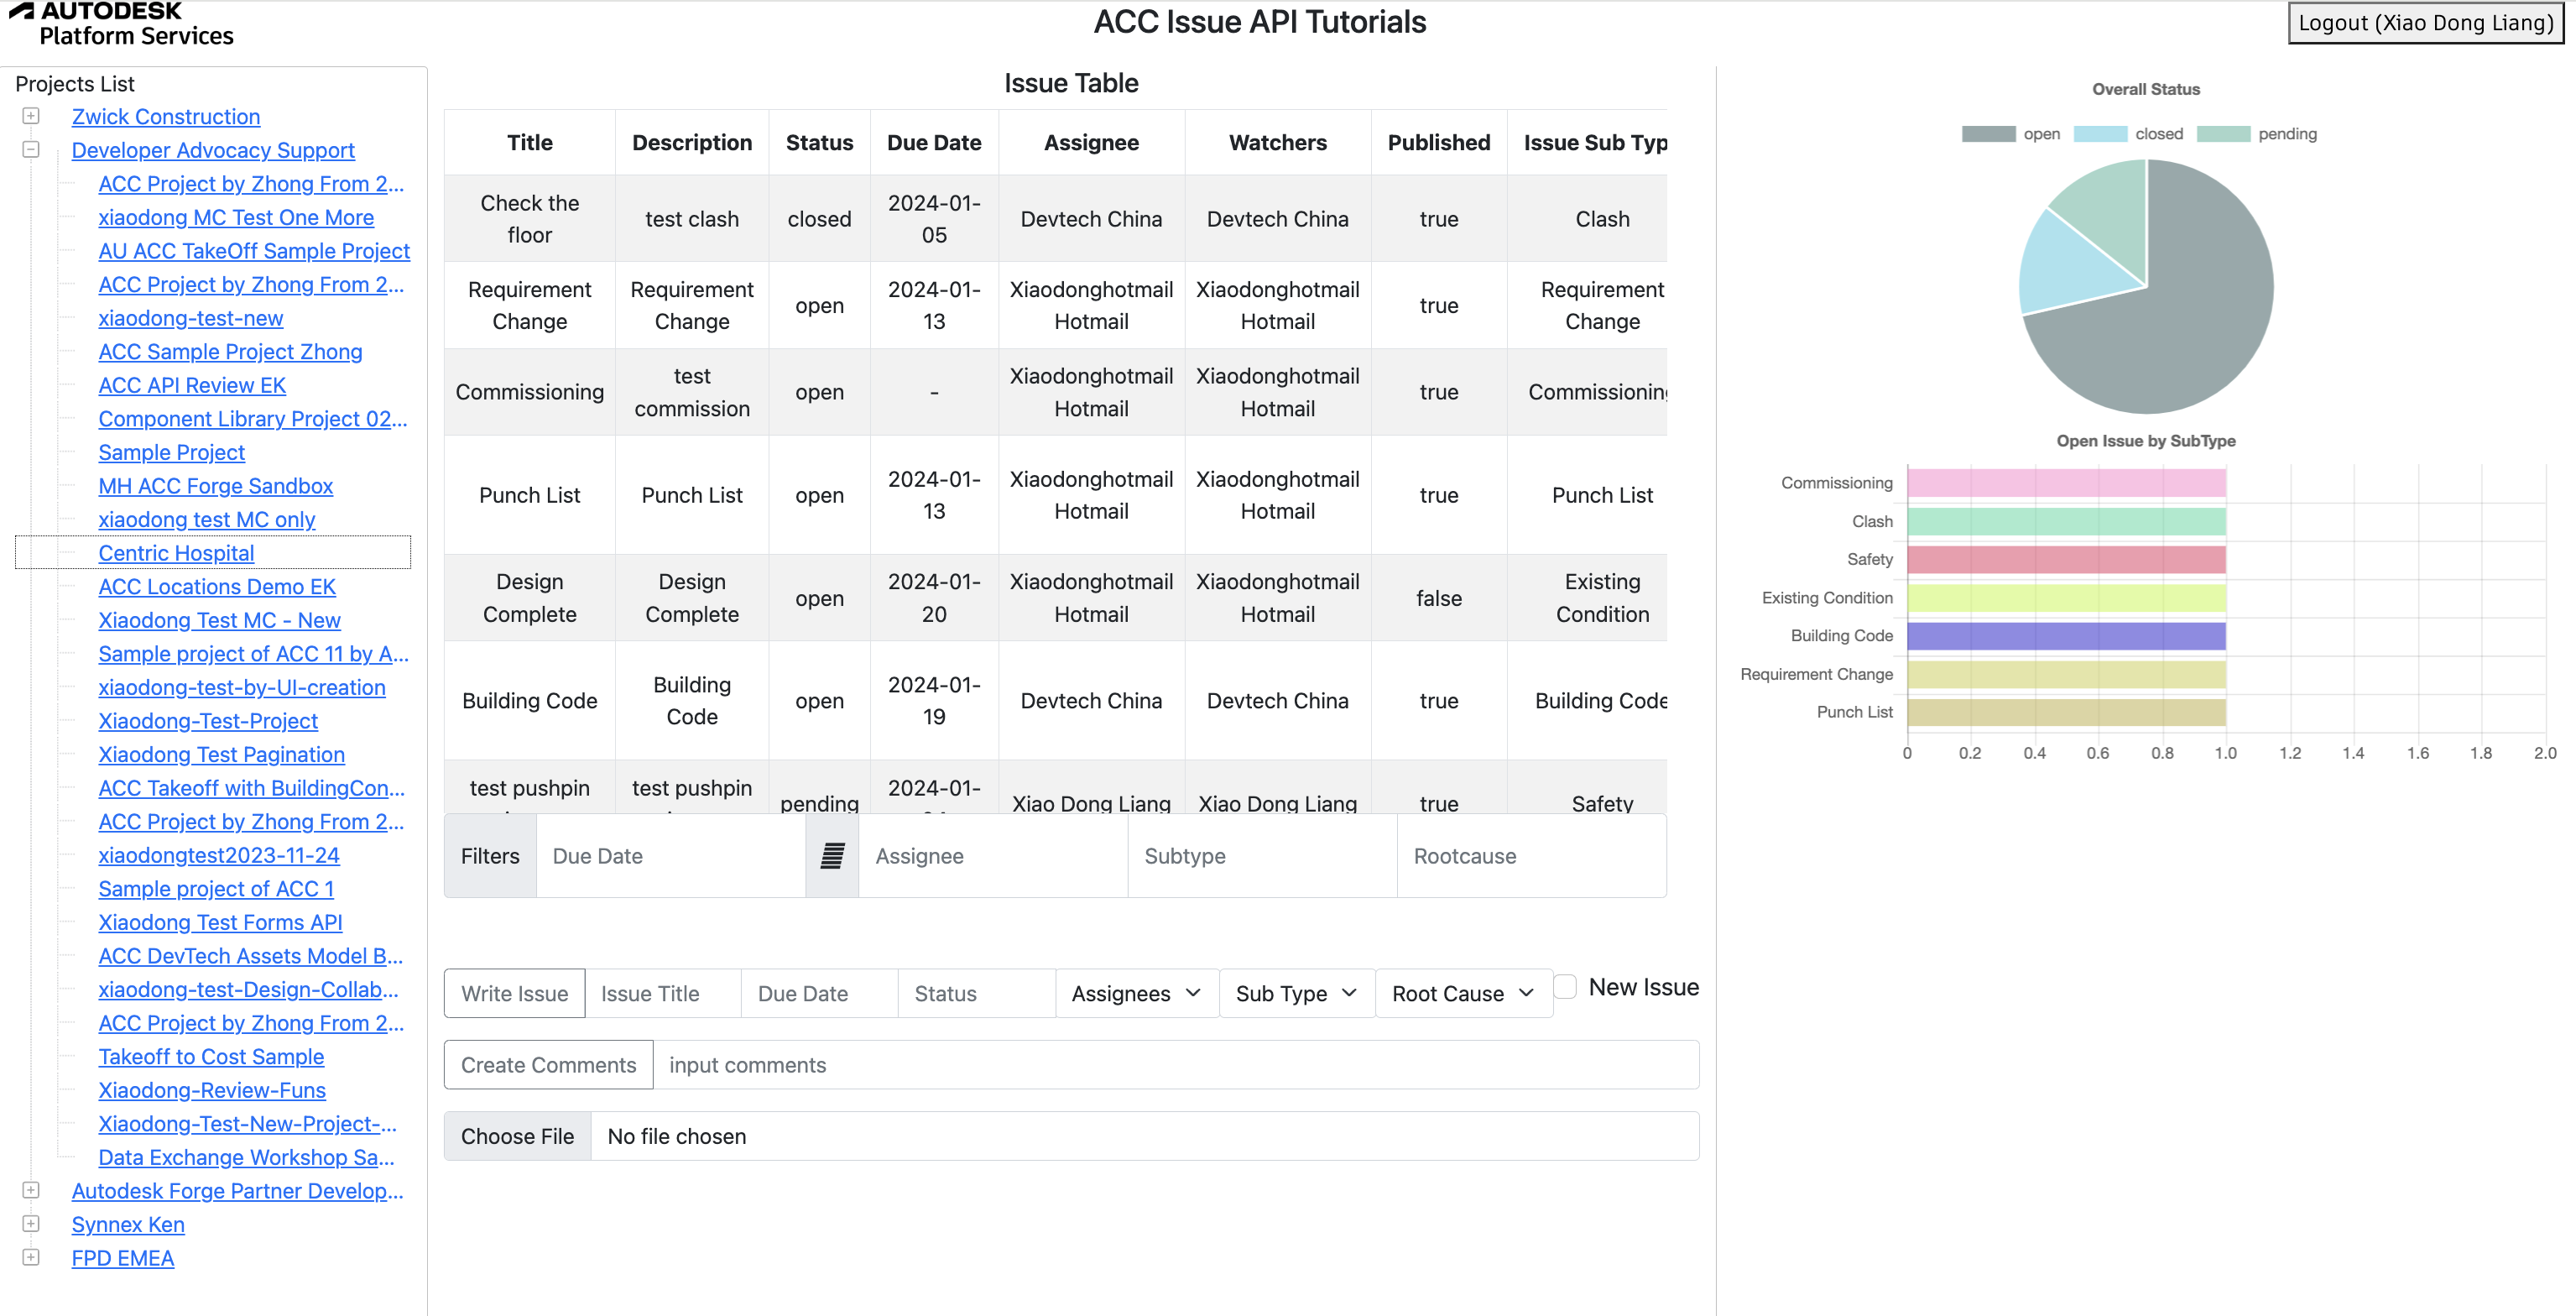 AUTODESK
Platform Services
ACC Issue API Tutorials
Logout (Xiao Dong Liang)
Projects List
Zwick Construction
Developer Advocacy Support
ACC Project by Zhong From 2...
xiaodong MC Test One More
AU ACC TakeOff Sample Project
ACC Project by Zhong From 2...
xiaodong-test-new
ACC Sample Project Zhong
ACC API Review EK
Component Library Project 02...
Sample Project
MH ACC Forge Sandbox
xiaodong test MC only
Centric Hospital
ACC Locations Demo EK
Xiaodong Test MC - New
Sample project of ACC 11 by A...
xiaodong-test-by-UI-creation
Xiaodong-Test-Project
Xiaodong Test Pagination
ACC Takeoff with BuildingCon...
ACC Project by Zhong From 2...
xiaodongtest2023-11-24
Sample project of ACC 1
Xiaodong Test Forms API
ACC DevTech Assets Model B...
xiaodong-test-Design-Collab...
ACC Project by Zhong From 2...
Takeoff to Cost Sample
Xiaodong-Review-Funs
Xiaodong-Test-New-Project-...
Data Exchange Workshop Sa...
Autodesk Forge Partner Develop...
Synnex Ken
FPD EMEA
Issue Table
Title Description Status Due Date Assignee Watchers Published Issue Sub Typ
Check the floor test clash closed 2024-01-05 Devtech China Devtech China true Clash
Requirement Change Requirement Change open 2024-01-13 Xiaodonghotmail Hotmail Xiaodonghotmail Hotmail true Requirement Change
Commissioning test commission open - Xiaodonghotmail Hotmail Xiaodonghotmail Hotmail true Commissioning
Punch List Punch List open 2024-01-13 Xiaodonghotmail Hotmail Xiaodonghotmail Hotmail true Punch List
Design Complete Design Complete open 2024-01-20 Xiaodonghotmail Hotmail Xiaodonghotmail Hotmail false Existing Condition
Building Code Building Code open 2024-01-19 Devtech China Devtech China true Building Code
test pushpin test pushpin pending 2024-01- Xiao Dong Liang Xiao Dong Liang true Safety
Filters Due Date Assignee Subtype Rootcause
Write Issue Issue Title Due Date Status Assignees Sub Type Root Cause New Issue
Create Comments input comments
Choose File No file chosen
Overall Status
open closed pending
Open Issue by SubType
Commissioning
Clash
Safety
Existing Condition
Building Code
Requirement Change
Punch List
0 0.2 0.4 0.6 0.8 1.0 1.2 1.4 1.6 1.8 2.0